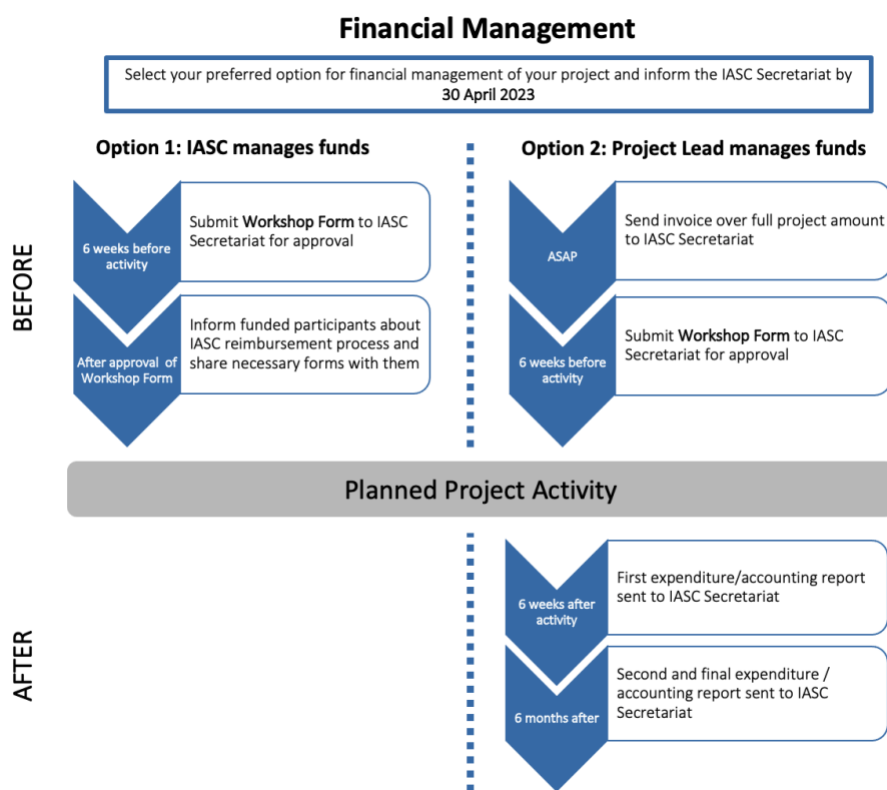 Financial Management
Select your preferred option for financial management of your project and inform the IASC Secretariat by
30 April 2023
Option 1: IASC manages funds
Option 2: Project Lead manages funds
BEFORE
6 weeks before
activity
Submit Workshop Form to IASC
Secretariat for approval
After approval of
Workshop Form
Inform funded participants about
IASC reimbursement process and
share necessary forms with them
ASAP
Send invoice over full project amount
to IASC Secretariat
6 weeks before
activity
Submit Workshop Form to IASC
Secretariat for approval
Planned Project Activity
AFTER
6 weeks after
activity
First expenditure/accounting report
sent to IASC Secretariat
6 months after
Second and final expenditure /
accounting report sent to IASC
Secretariat